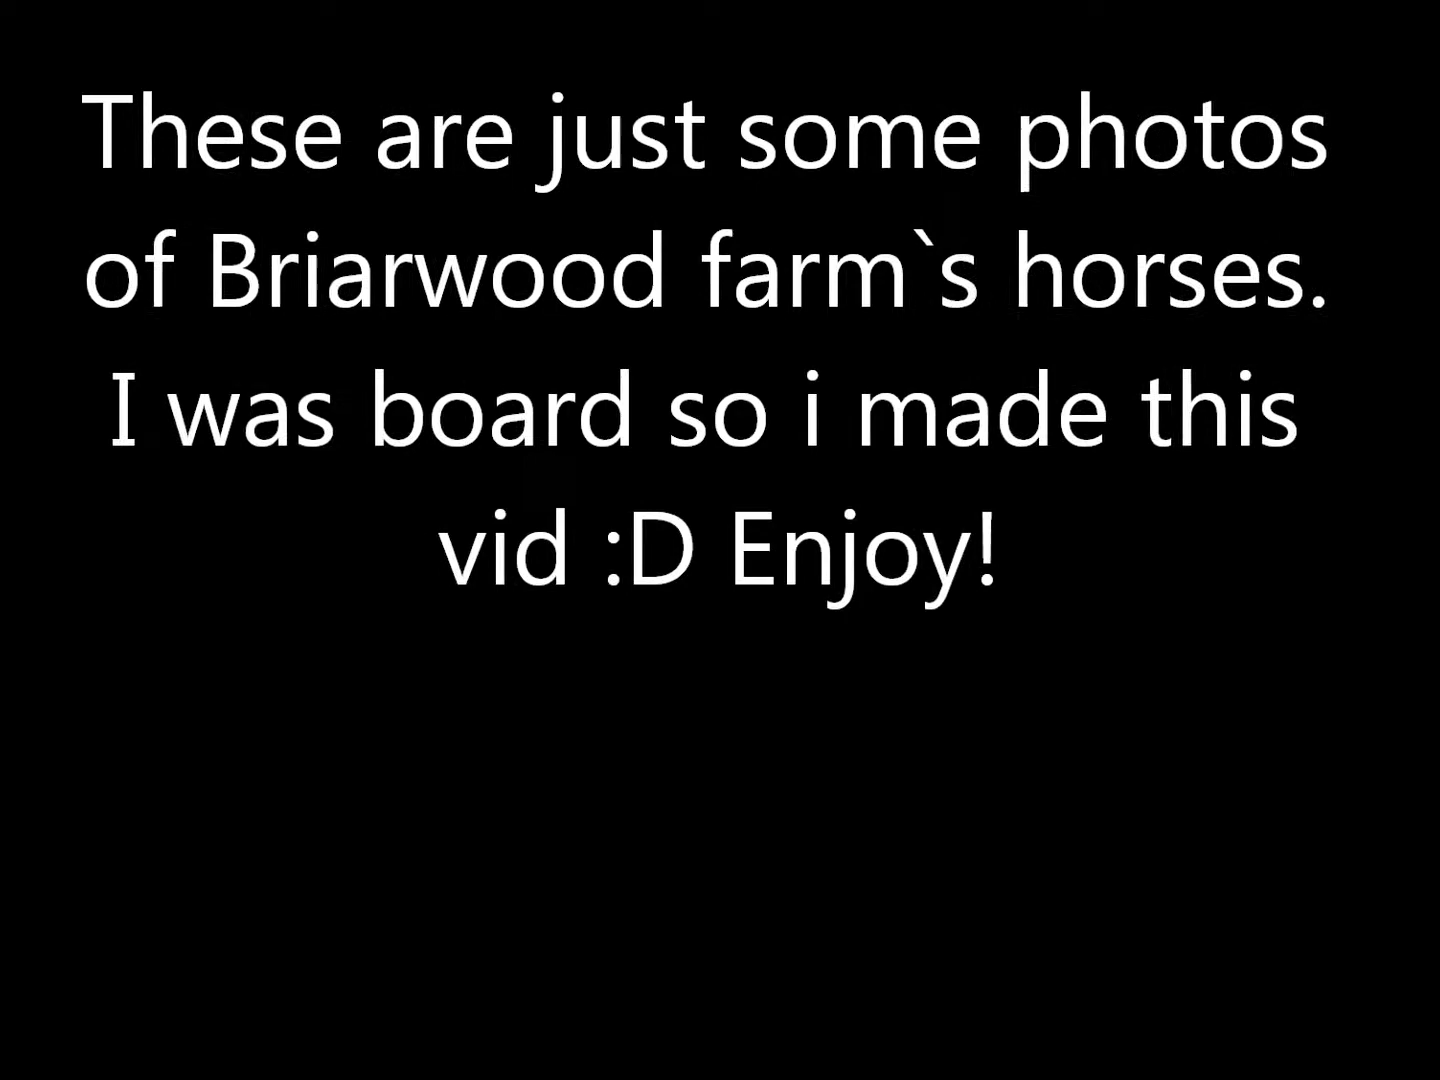 These are just some photos
of Briarwood farm`s horses.
I was board so i made this
vid :D Enjoy!